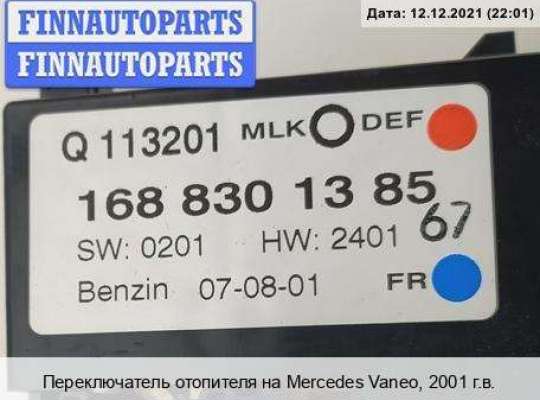 FINNAUTOPARTS
FINNAUTOPARTS
Дата: 12.12.2021 (22:01)
Q 113201 MLK DEF
168 830 13 85
67
SW: 0201 HW: 2401
Benzin 07-08-01 FR
Переключатель отопителя на Mercedes Vaneo, 2001 г.в.